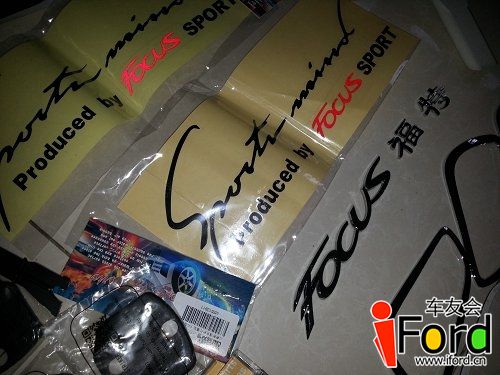 Sports mind
Produced by FOCUS SPORT
Sports mind
Produced by FOCUS SPORT
FOCUS 福特
车友会
iFord
www.iford.cn